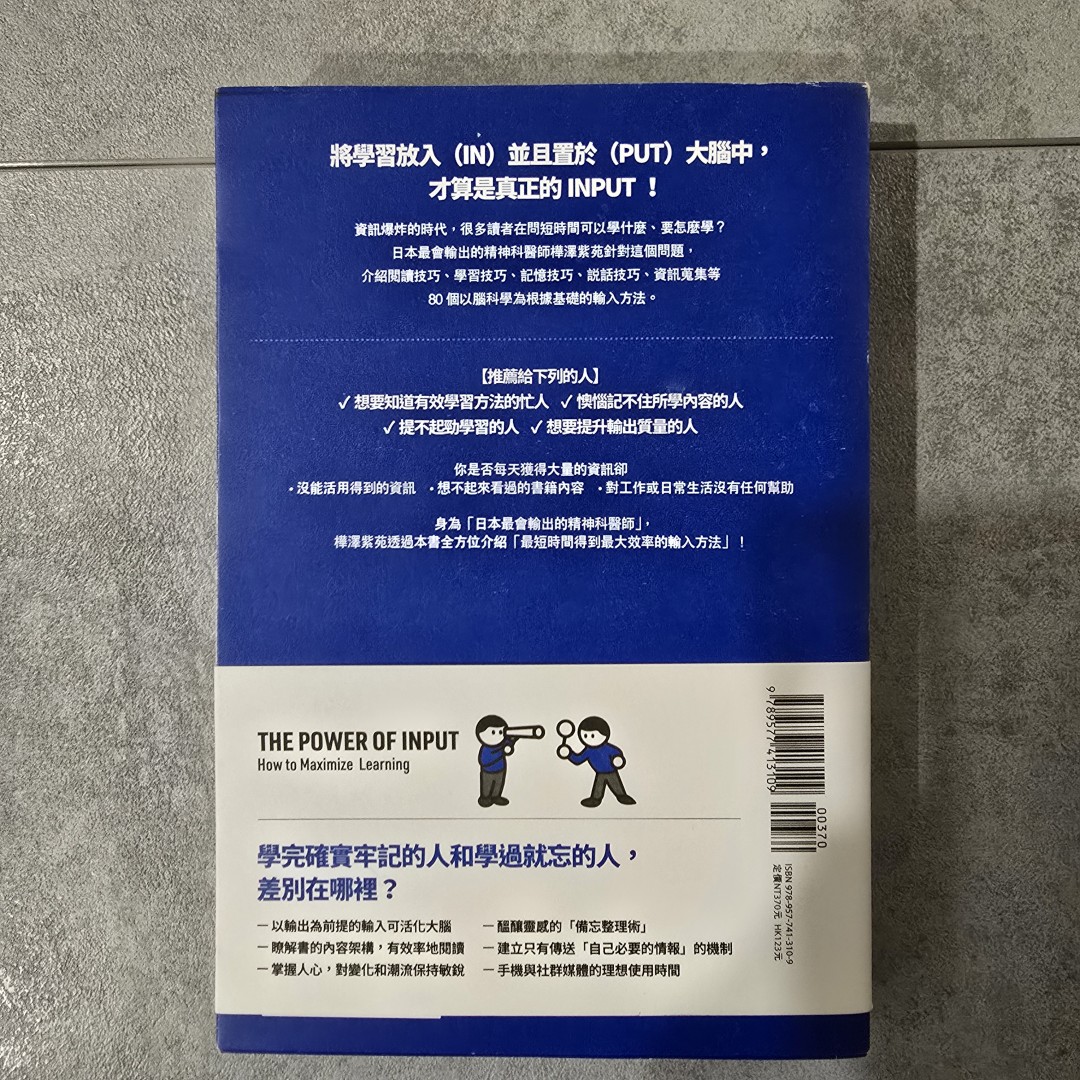 將學習放入（IN）並且置於（PUT）大腦中，
才算是真正的 INPUT ！
資訊爆炸的時代，很多讀者在問短時間可以學什麼、要怎麼學？
日本最會輸出的精神科醫師樺澤紫苑針對這個問題，
介紹閱讀技巧、學習技巧、記憶技巧、說話技巧、資訊蒐集等
80 個以腦科學為根據基礎的輸入方法。
【推薦給下列的人】
✓ 想要知道有效學習方法的忙人 ✓ 懊惱記不住所學內容的人
✓ 提不起勁學習的人 ✓ 想要提升輸出質量的人
你是否每天獲得大量的資訊卻
・沒能活用得到的資訊 ・想不起來看過的書籍內容 ・對工作或日常生活沒有任何幫助
身為「日本最會輸出的精神科醫師」，
樺澤紫苑透過本書全方位介紹「最短時間得到最大效率的輸入方法」！
THE POWER OF INPUT
How to Maximize Learning
學完確實牢記的人和學過就忘的人，
差別在哪裡？
— 以輸出為前提的輸入可活化大腦
— 瞭解書的內容架構，有效率地閱讀
— 掌握人心，對變化和潮流保持敏銳
— 醞釀靈感的「備忘整理術」
— 建立只有傳送「自己必要的情報」的機制
— 手機與社群媒體的理想使用時間
9 789577 413109
00370
ISBN 978-957-741-310-9
定價NT370元 HK123元